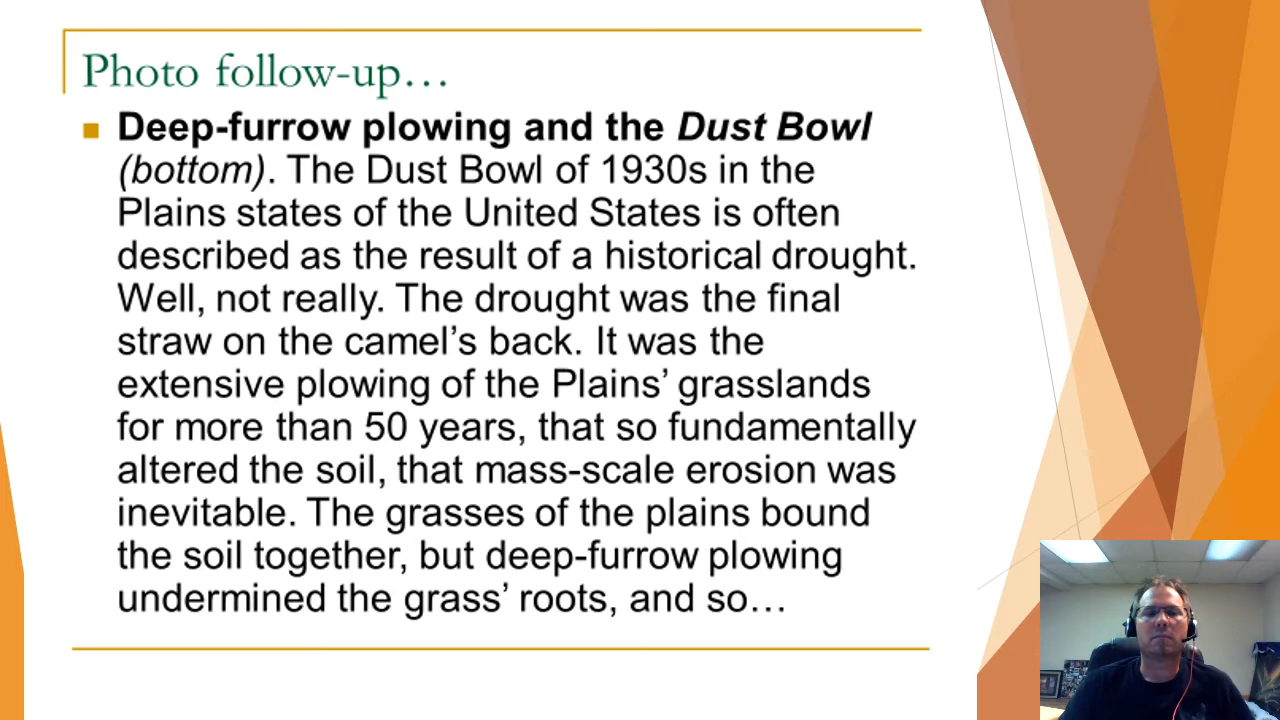 Photo follow-up…
Deep-furrow plowing and the Dust Bowl
(bottom). The Dust Bowl of 1930s in the
Plains states of the United States is often
described as the result of a historical drought.
Well, not really. The drought was the final
straw on the camel’s back. It was the
extensive plowing of the Plains’ grasslands
for more than 50 years, that so fundamentally
altered the soil, that mass-scale erosion was
inevitable. The grasses of the plains bound
the soil together, but deep-furrow plowing
undermined the grass’ roots, and so…